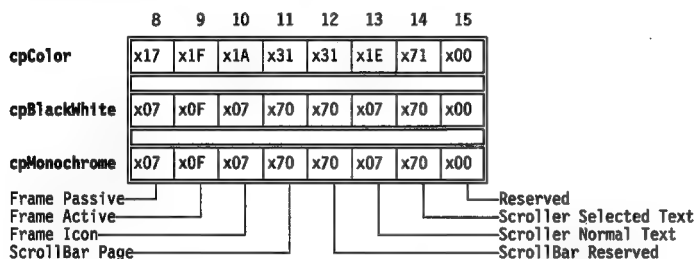 8 9 10 11 12 13 14 15
cpColor x17 x1F x1A x31 x31 x1E x71 x00
cpBlackWhite x07 x0F x07 x70 x70 x07 x70 x00
cpMonochrome x07 x0F x07 x70 x70 x07 x70 x00
Frame Passive Reserved
Frame Active Scroller Selected Text
Frame Icon Scroller Normal Text
ScrollBar Page ScrollBar Reserved